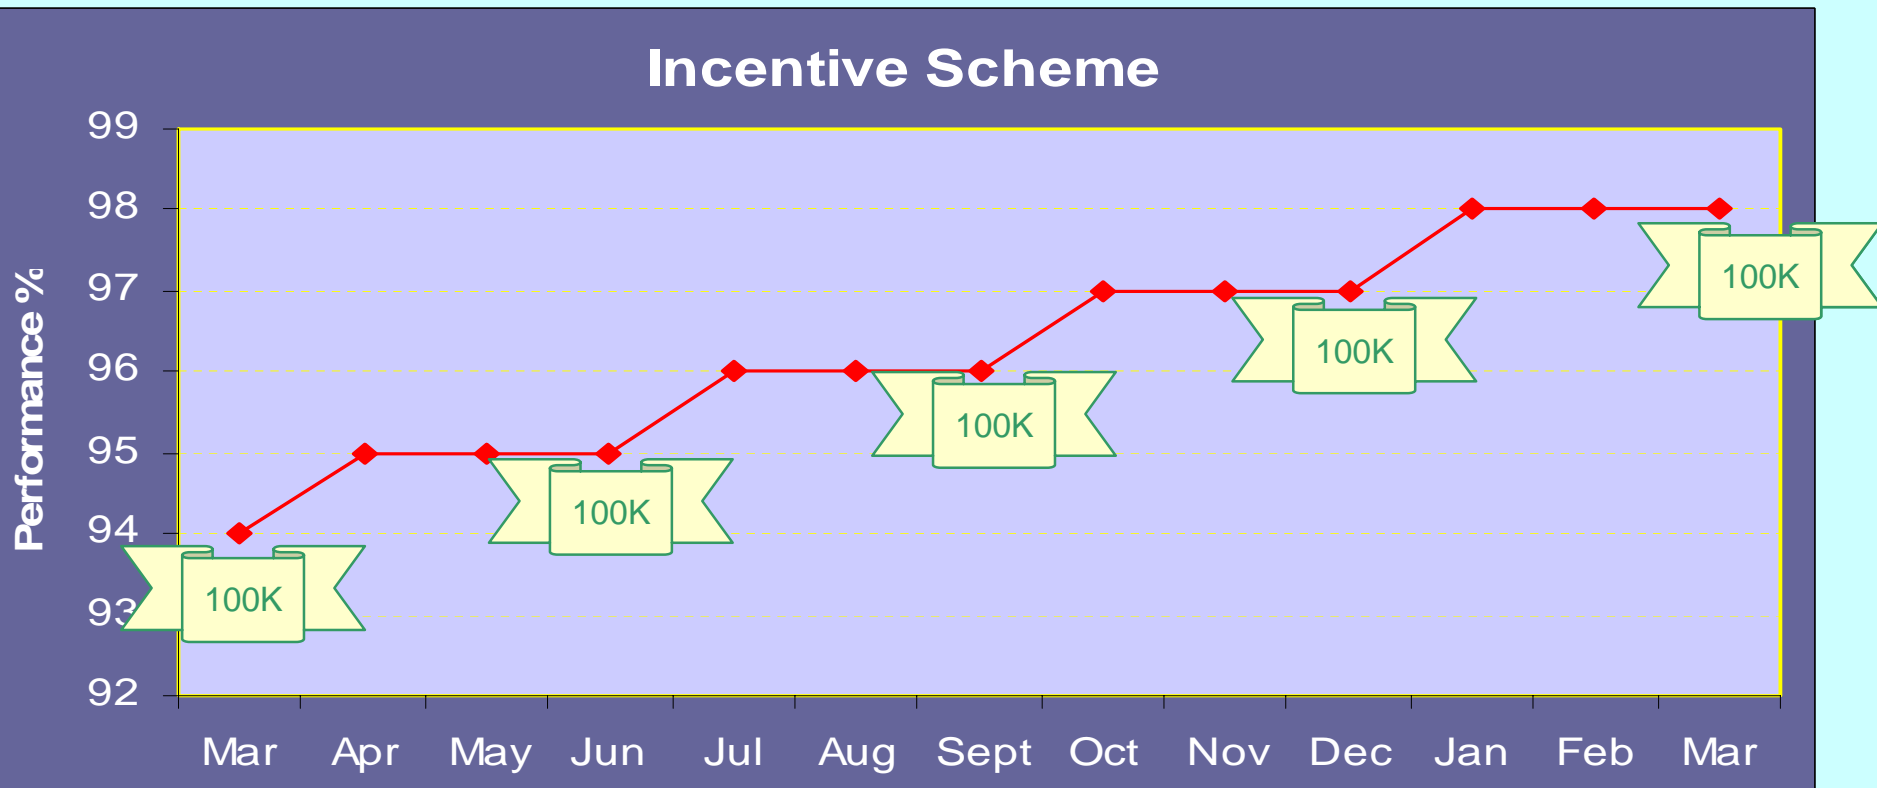 Incentive Scheme
Performance %
99
98
97
96
95
94
93
92
100K
100K
100K
100K
100K
Mar Apr May Jun Jul Aug Sept Oct Nov Dec Jan Feb Mar